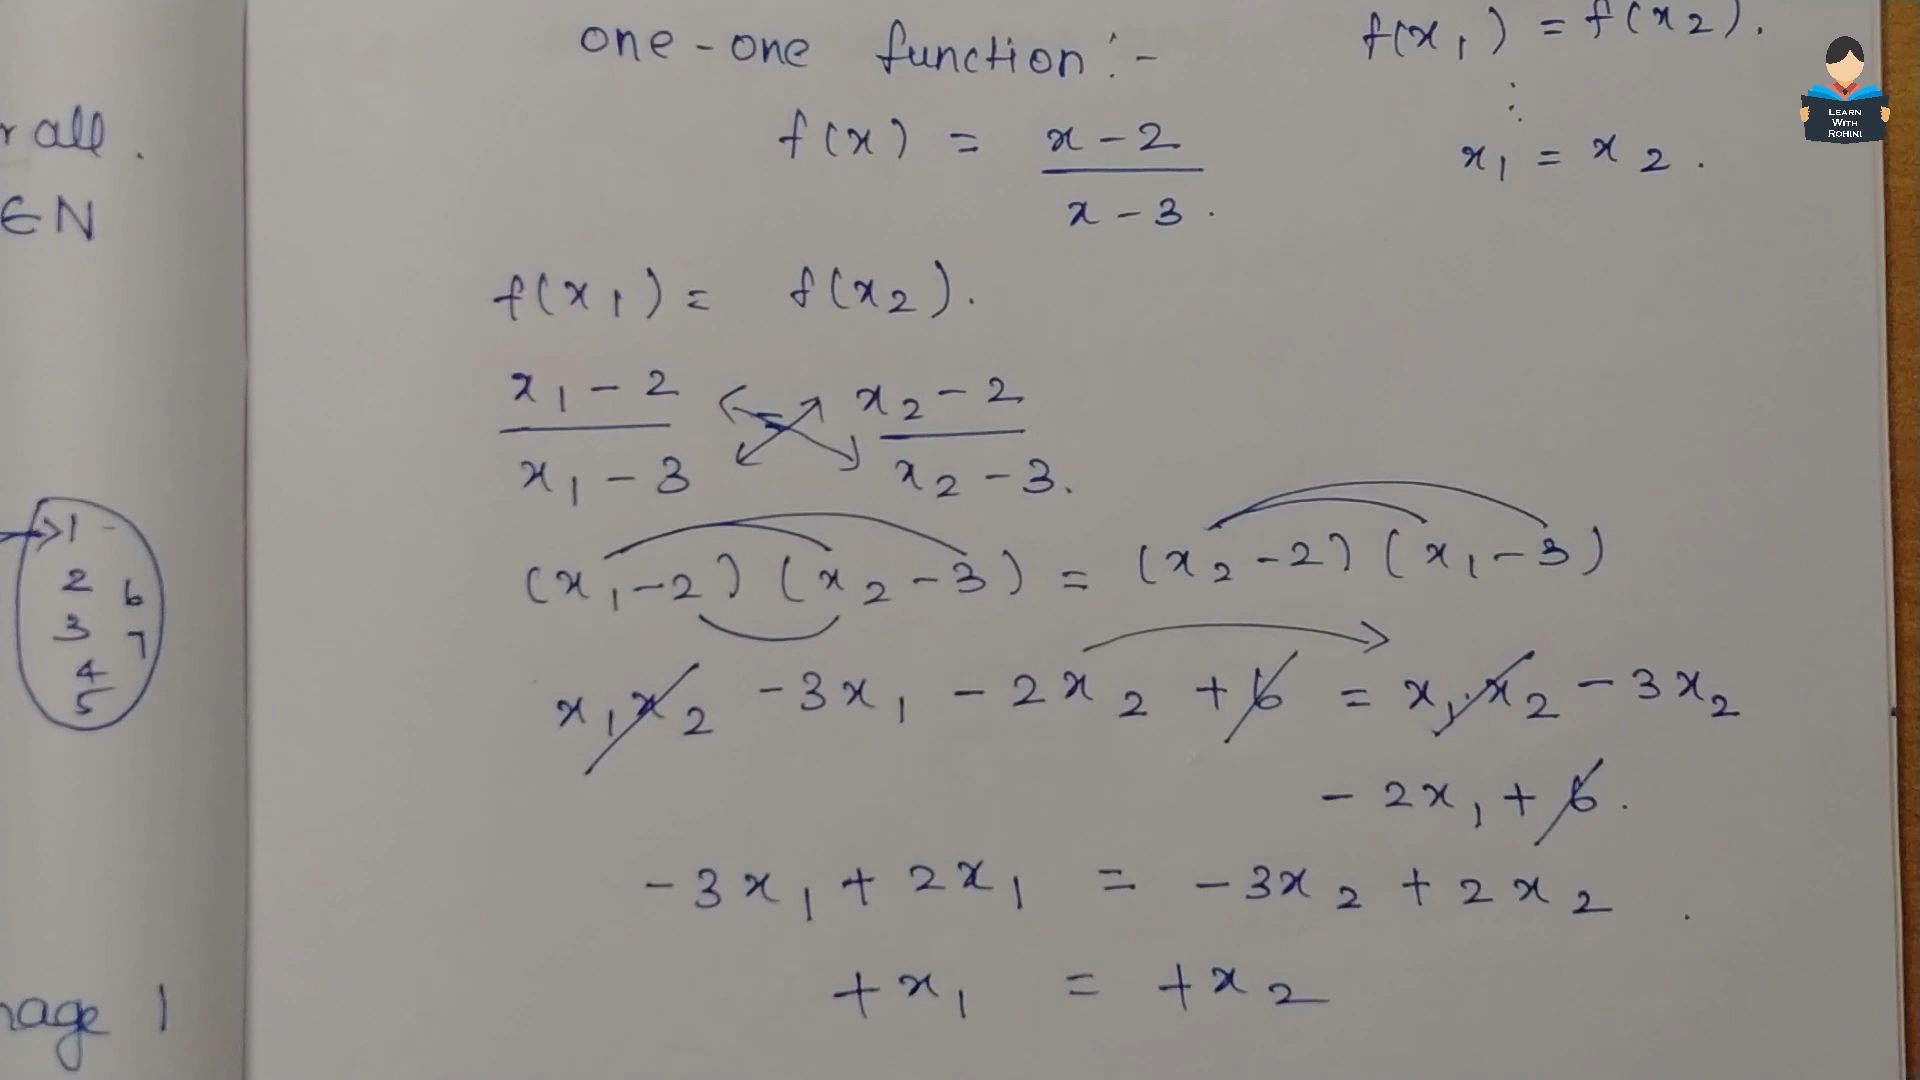 one-one function :-
f(x₁) = f(x₂).
⋮
x₁ = x₂.
f(x) = x-2
x-3.
f(x₁) = f(x₂).
x₁-2 x₂-2
x₁-3 x₂-3.
(x₁-2)(x₂-3) = (x₂-2)(x₁-3)
x₁x₂ -3x₁ -2x₂ +6 = x₁.x₂ -3x₂
-2x₁+6.
-3x₁+2x₁ = -3x₂+2x₂.
+x₁ = +x₂
all.
∈N
1
2 6
3 7
4
5
1
LEARN
WITH
ROHINI